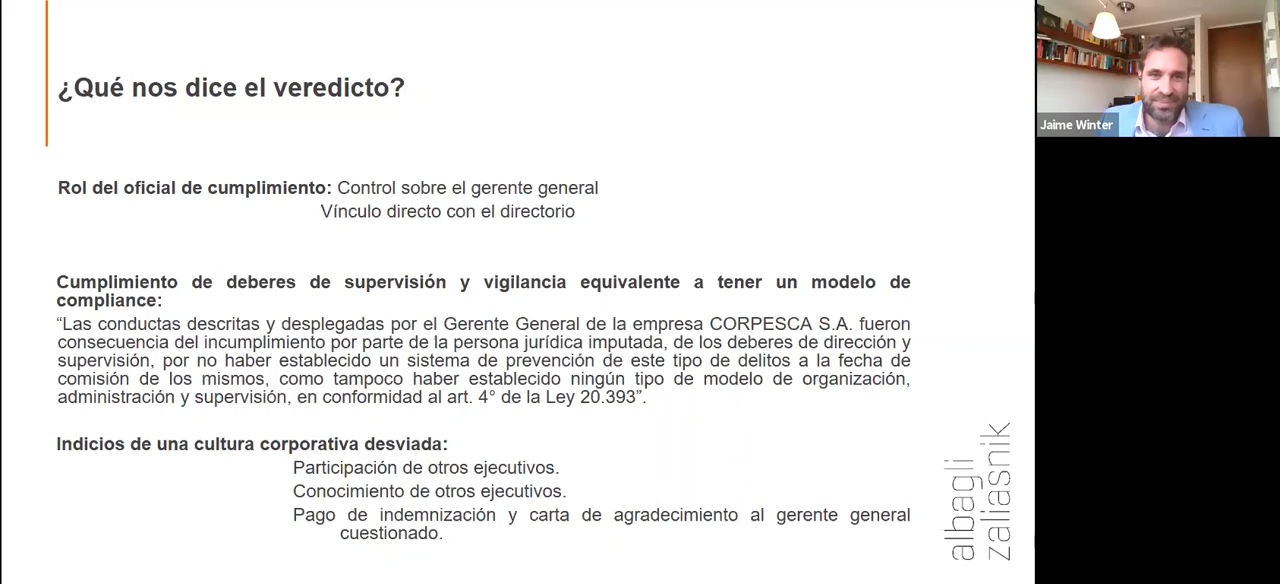 ¿Qué nos dice el veredicto?
Jaime Winter
Rol del oficial de cumplimiento: Control sobre el gerente general
Vínculo directo con el directorio
Cumplimiento de deberes de supervisión y vigilancia equivalente a tener un modelo de
compliance:
“Las conductas descritas y desplegadas por el Gerente General de la empresa CORPESCA S.A. fueron
consecuencia del incumplimiento por parte de la persona jurídica imputada, de los deberes de dirección y
supervisión, por no haber establecido un sistema de prevención de este tipo de delitos a la fecha de
comisión de los mismos, como tampoco haber establecido ningún tipo de modelo de organización,
administración y supervisión, en conformidad al art. 4° de la Ley 20.393”.
Indicios de una cultura corporativa desviada:
Participación de otros ejecutivos.
Conocimiento de otros ejecutivos.
Pago de indemnización y carta de agradecimiento al gerente general
cuestionado.
albagli
zaliasnik